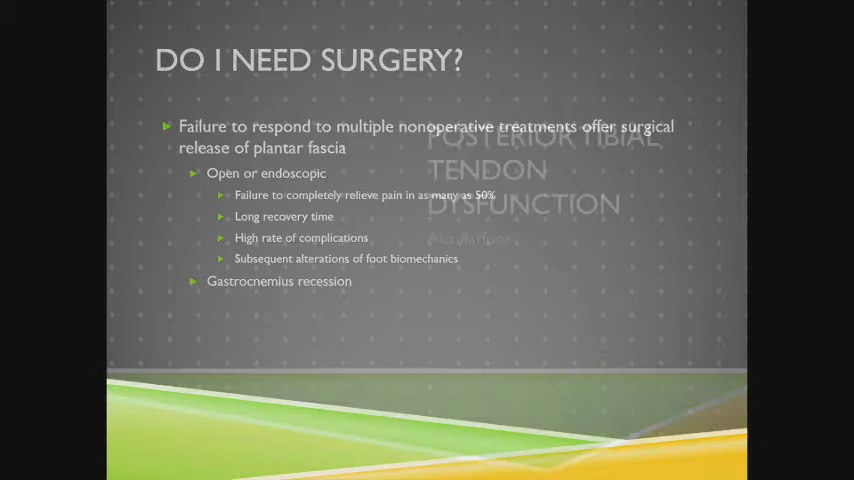 DO I NEED SURGERY?
Failure to respond to multiple nonoperative treatments offer surgical
release of plantar fascia
Open or endoscopic
Failure to completely relieve pain in as many as 50%
Long recovery time
High rate of complications
Subsequent alterations of foot biomechanics
Gastrocnemius recession
POSTERIOR TIBIAL
TENDON
DYSFUNCTION